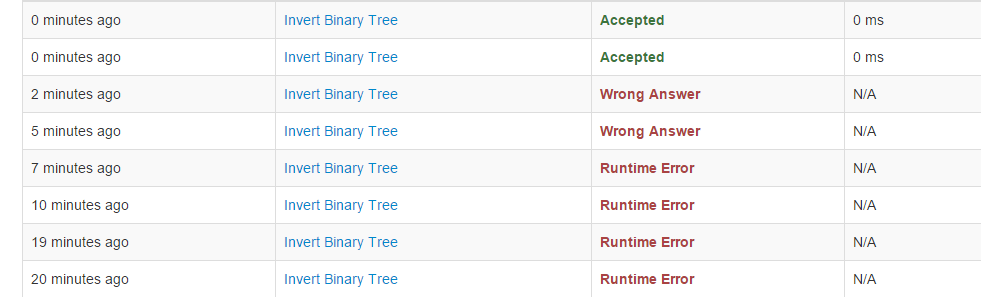 0 minutes ago Invert Binary Tree Accepted 0 ms
0 minutes ago Invert Binary Tree Accepted 0 ms
2 minutes ago Invert Binary Tree Wrong Answer N/A
5 minutes ago Invert Binary Tree Wrong Answer N/A
7 minutes ago Invert Binary Tree Runtime Error N/A
10 minutes ago Invert Binary Tree Runtime Error N/A
19 minutes ago Invert Binary Tree Runtime Error N/A
20 minutes ago Invert Binary Tree Runtime Error N/A